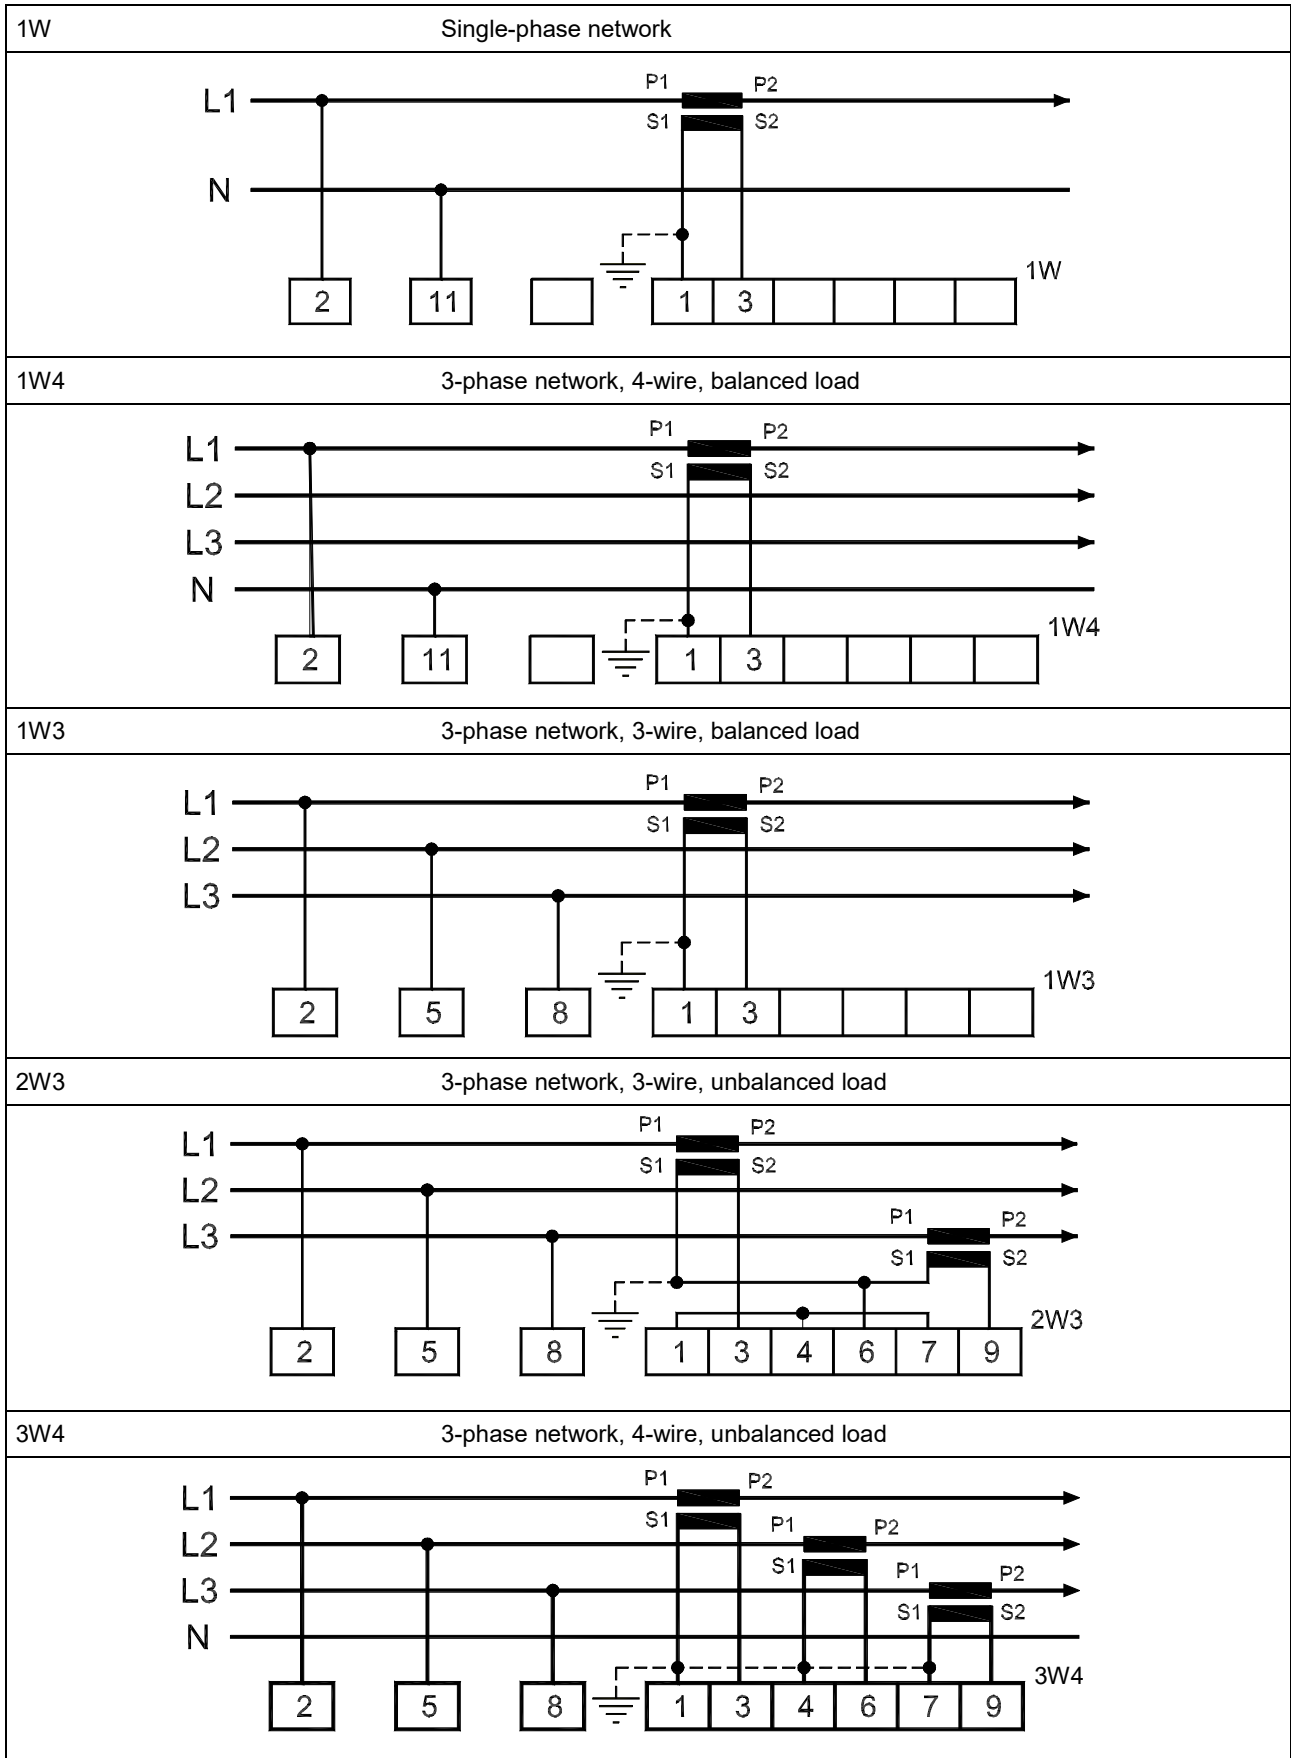 1W Single-phase network
P1 P2
L1
S1 S2
N
1W
2 11 1 3
1W4 3-phase network, 4-wire, balanced load
P1 P2
L1
S1 S2
L2
L3
N
1W4
2 11 1 3
1W3 3-phase network, 3-wire, balanced load
P1 P2
L1
S1 S2
L2
L3
1W3
2 5 8 1 3
2W3 3-phase network, 3-wire, unbalanced load
P1 P2
L1
S1 S2
L2
P1 P2
L3
S1 S2
2W3
2 5 8 1 3 4 6 7 9
3W4 3-phase network, 4-wire, unbalanced load
P1 P2
L1
S1 P1 P2
L2
S1 P1 P2
L3
S1 S2
N
3W4
2 5 8 1 3 4 6 7 9